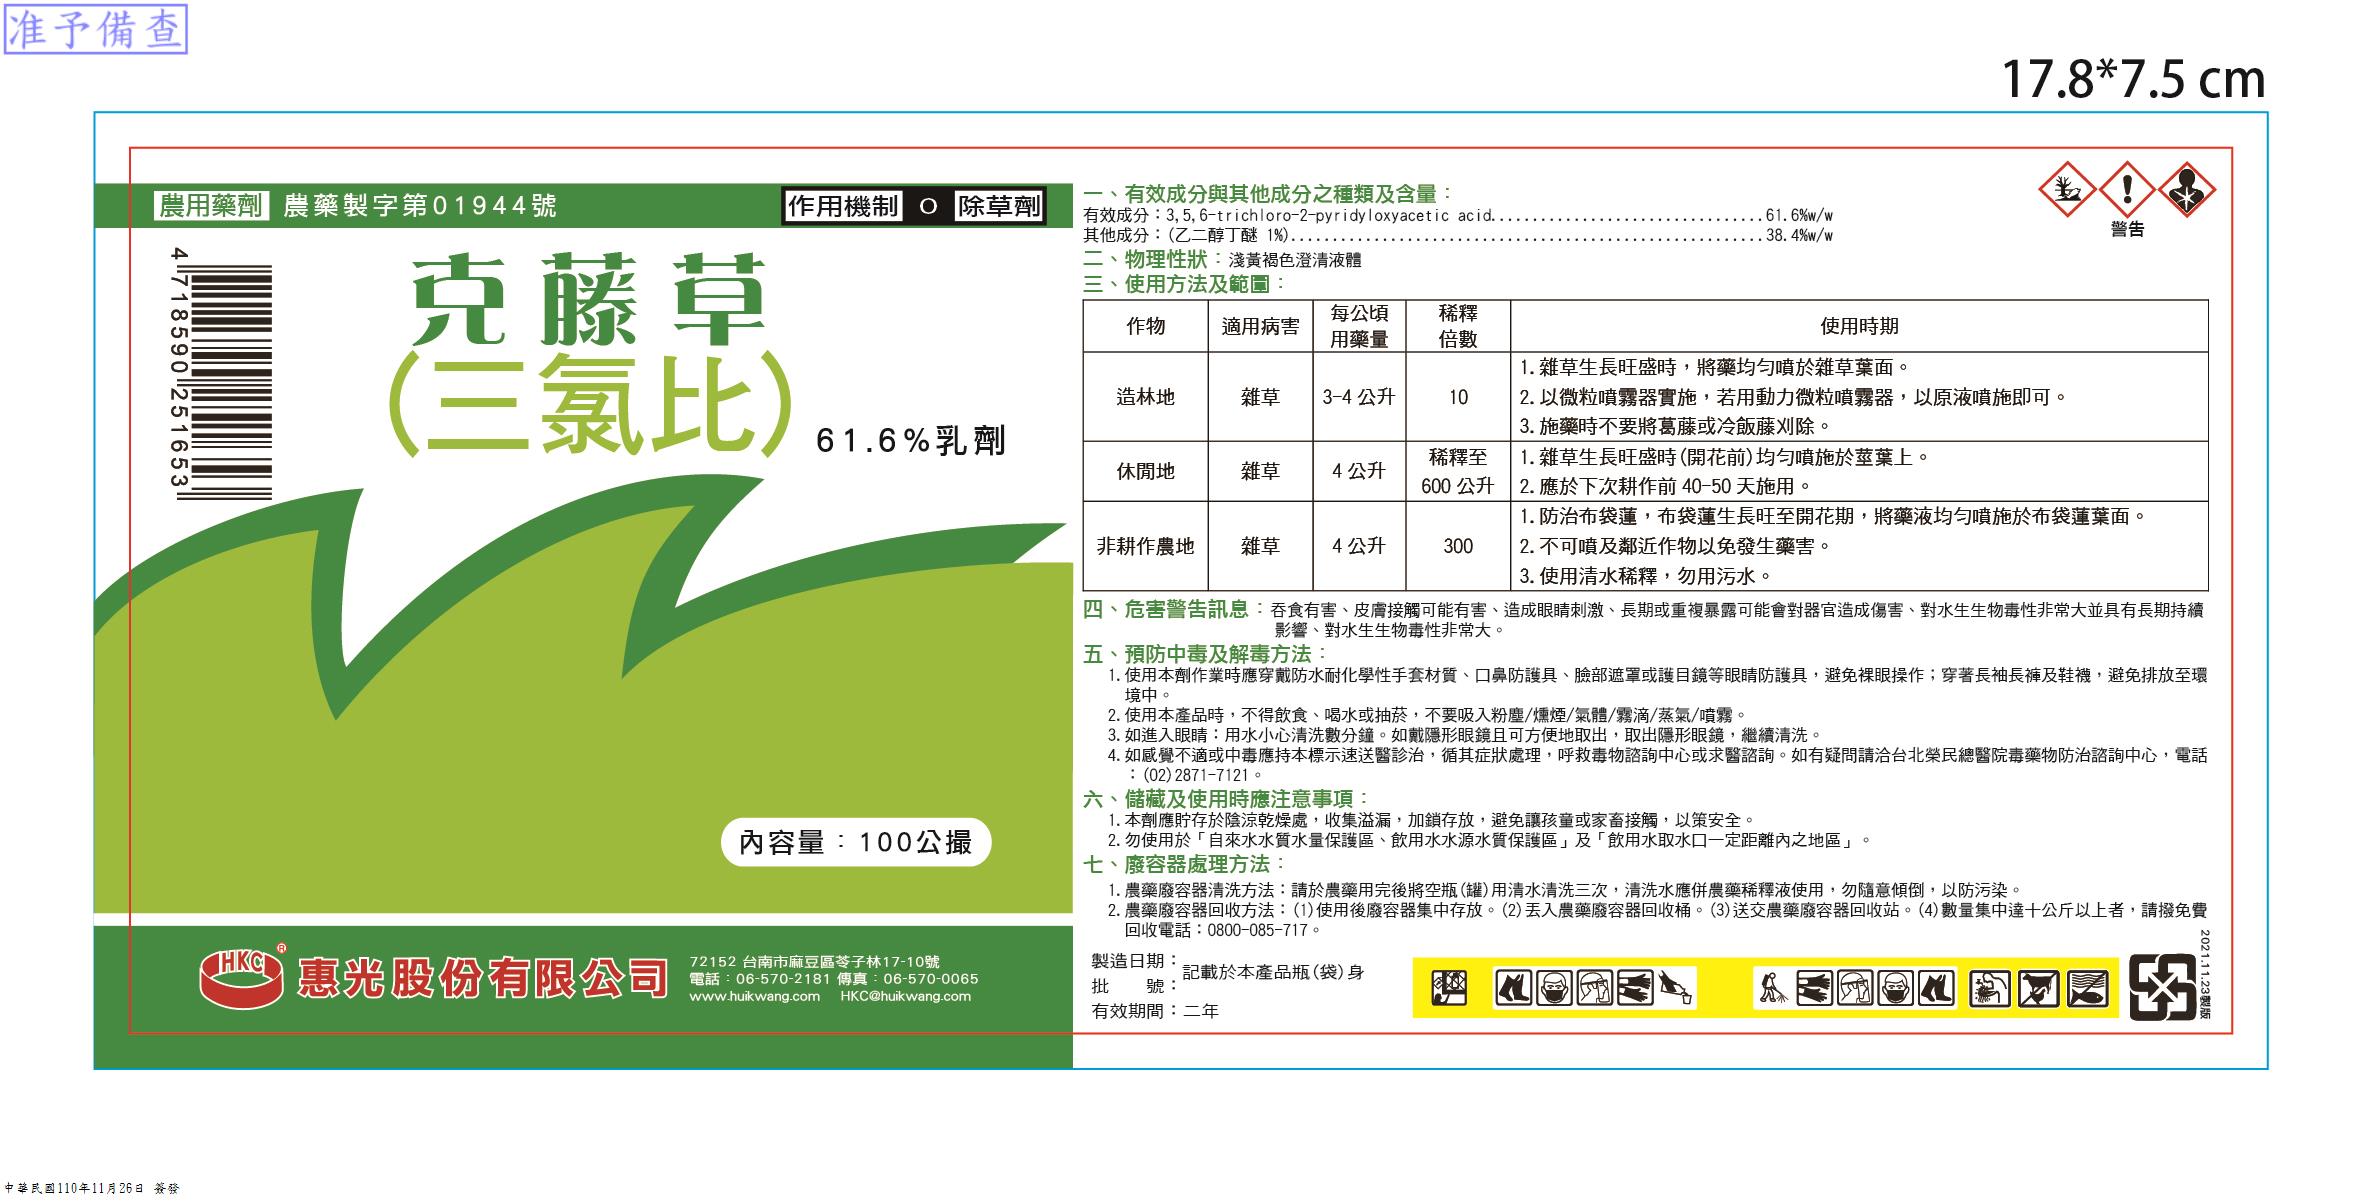 准予備查
17.8*7.5 cm
農用藥劑 農藥製字第01944號
作用機制 O 除草劑
4 718590 251653
克藤草
(三氯比)
61.6%乳劑
內容量：100公撮
HKC®
惠光股份有限公司
72152 台南市麻豆區苓子林17-10號
電話：06-570-2181 傳真：06-570-0065
www.huikwang.com HKC@huikwang.com
一、有效成分與其他成分之種類及含量：
有效成分：3,5,6-trichloro-2-pyridyloxyacetic acid.................................61.6%w/w
其他成分：(乙二醇丁醚 1%).........................................................38.4%w/w
警告
二、物理性狀：淺黃褐色澄清液體
三、使用方法及範圍：
作物 適用病害 每公頃用藥量 稀釋倍數 使用時期
造林地 雜草 3-4 公升 10
1.雜草生長旺盛時，將藥均勻噴於雜草葉面。
2.以微粒噴霧器實施，若用動力微粒噴霧器，以原液噴施即可。
3.施藥時不要將葛藤或冷飯藤刈除。
休閒地 雜草 4 公升 稀釋至600 公升
1.雜草生長旺盛時(開花前)均勻噴施於莖葉上。
2.應於下次耕作前 40-50 天施用。
非耕作農地 雜草 4 公升 300
1.防治布袋蓮，布袋蓮生長旺至開花期，將藥液均勻噴施於布袋蓮葉面。
2.不可噴及鄰近作物以免發生藥害。
3.使用清水稀釋，勿用污水。
四、危害警告訊息：吞食有害、皮膚接觸可能有害、造成眼睛刺激、長期或重複暴露可能會對器官造成傷害、對水生生物毒性非常大並具有長期持續
影響、對水生生物毒性非常大。
五、預防中毒及解毒方法：
1.使用本劑作業時應穿戴防水耐化學性手套材質、口鼻防護具、臉部遮罩或護目鏡等眼睛防護具，避免裸眼操作；穿著長袖長褲及鞋襪，避免排放至環
境中。
2.使用本產品時，不得飲食、喝水或抽菸，不要吸入粉塵/燻煙/氣體/霧滴/蒸氣/噴霧。
3.如進入眼睛：用水小心清洗數分鐘。如戴隱形眼鏡且可方便地取出，取出隱形眼鏡，繼續清洗。
4.如感覺不適或中毒應持本標示速送醫診治，循其症狀處理，呼救毒物諮詢中心或求醫諮詢。如有疑問請洽台北榮民總醫院毒藥物防治諮詢中心，電話
：(02)2871-7121。
六、儲藏及使用時應注意事項：
1.本劑應貯存於陰涼乾燥處，收集溢漏，加鎖存放，避免讓孩童或家畜接觸，以策安全。
2.勿使用於「自來水水質水量保護區、飲用水水源水質保護區」及「飲用水取水口一定距離內之地區」。
七、廢容器處理方法：
1.農藥廢容器清洗方法：請於農藥用完後將空瓶(罐)用清水清洗三次，清洗水應併農藥稀釋液使用，勿隨意傾倒，以防污染。
2.農藥廢容器回收方法：(1)使用後廢容器集中存放。(2)丟入農藥廢容器回收桶。(3)送交農藥廢容器回收站。(4)數量集中達十公斤以上者，請撥免費
回收電話：0800-085-717。
製造日期：
批　　號：
記載於本產品瓶(袋)身
有效期間：二年
2021.11.23製版
中華民國110年11月26日 簽發